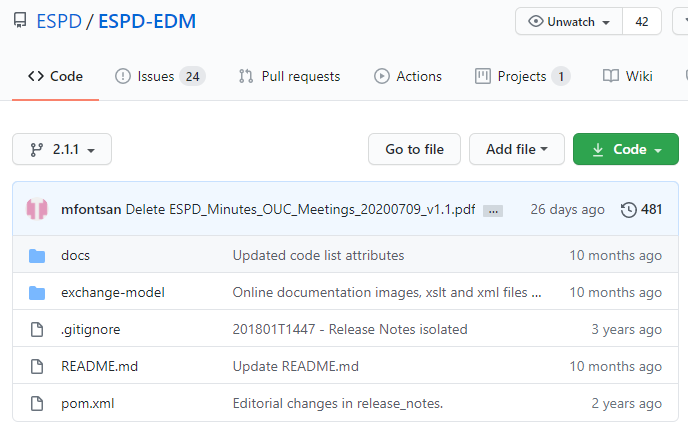 ESPD / ESPD-EDM Unwatch 42
Code Issues 24 Pull requests Actions Projects 1 Wiki
2.1.1 Go to file Add file Code
mfontsan Delete ESPD_Minutes_OUC_Meetings_20200709_v1.1.pdf ... 26 days ago 481
docs Updated code list attributes 10 months ago
exchange-model Online documentation images, xslt and xml files ... 10 months ago
.gitignore 201801T1447 - Release Notes isolated 3 years ago
README.md Update README.md 10 months ago
pom.xml Editorial changes in release_notes. 2 years ago